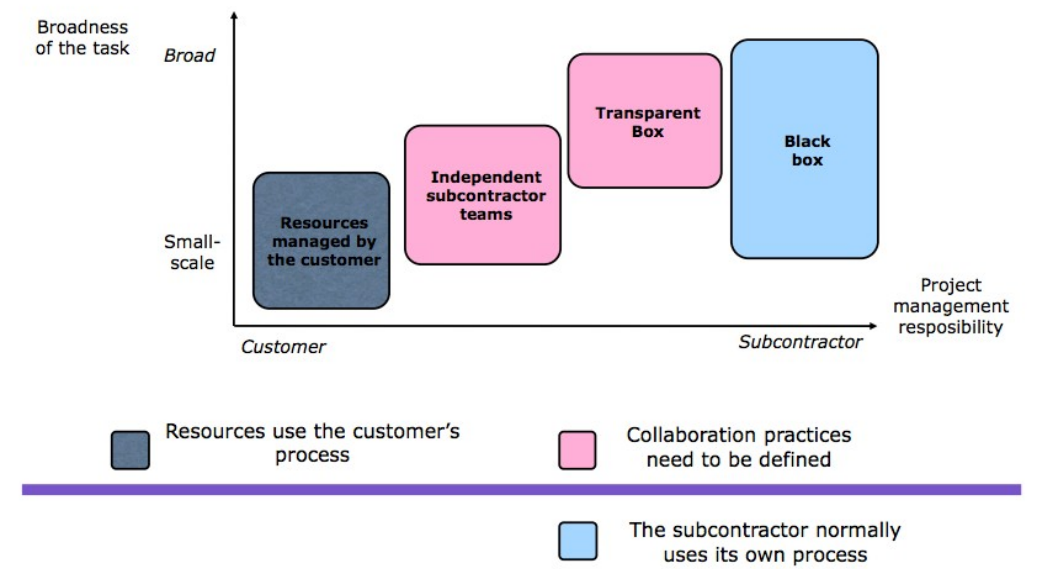 Broadness
of the task
Broad
Transparent
Box
Black
box
Independent
subcontractor
teams
Resources
managed by
the customer
Small-
scale
Project
management
resposibility
Customer
Subcontractor
Resources use the customer's
process
Collaboration practices
need to be defined
The subcontractor normally
uses its own process